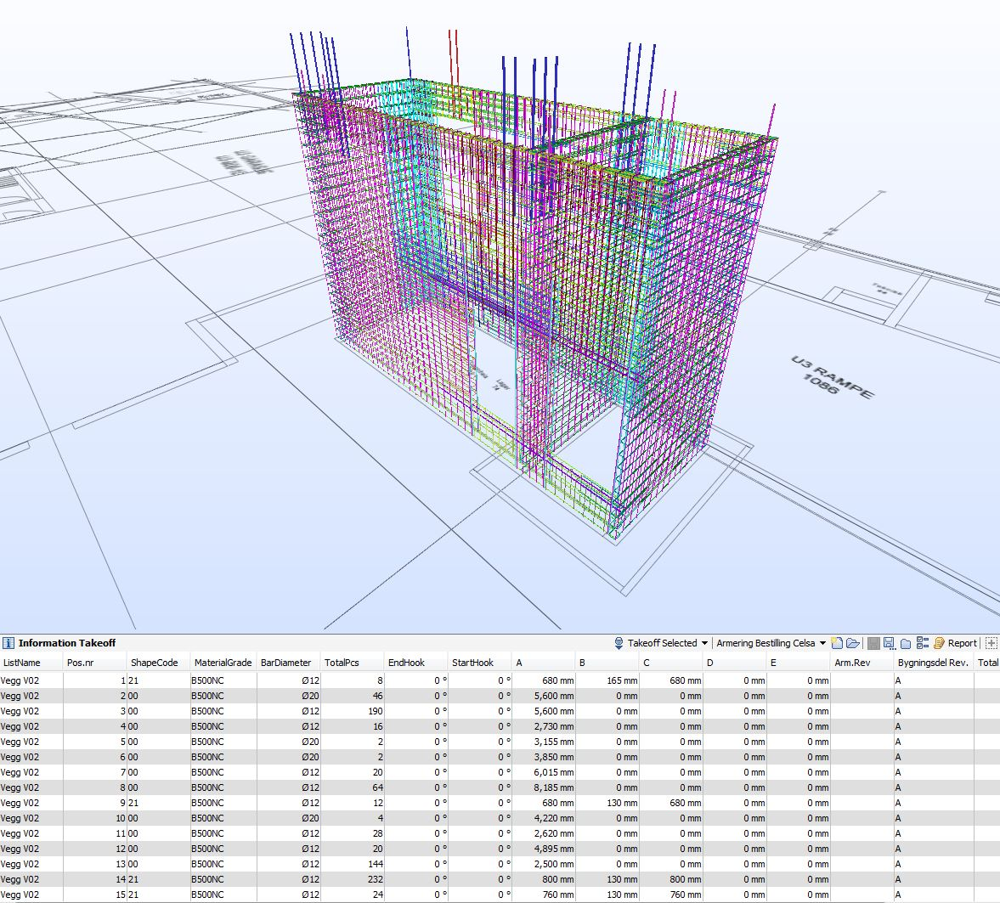 U3 RAMPE
1086
Information Takeoff
Takeoff Selected
Armering Bestilling Celsa
Report
ListName Pos.nr ShapeCode MaterialGrade BarDiameter TotalPcs EndHook StartHook A B C D E Arm.Rev Bygningsdel Rev. Total
Vegg V02 1 21 B500NC Ø12 8 0 ° 0 ° 680 mm 165 mm 680 mm 0 mm 0 mm A
Vegg V02 2 00 B500NC Ø20 46 0 ° 0 ° 5,600 mm 0 mm 0 mm 0 mm 0 mm A
Vegg V02 3 00 B500NC Ø12 190 0 ° 0 ° 5,600 mm 0 mm 0 mm 0 mm 0 mm A
Vegg V02 4 00 B500NC Ø12 16 0 ° 0 ° 2,730 mm 0 mm 0 mm 0 mm 0 mm A
Vegg V02 5 00 B500NC Ø20 2 0 ° 0 ° 3,155 mm 0 mm 0 mm 0 mm 0 mm A
Vegg V02 6 00 B500NC Ø20 2 0 ° 0 ° 3,850 mm 0 mm 0 mm 0 mm 0 mm A
Vegg V02 7 00 B500NC Ø12 20 0 ° 0 ° 6,015 mm 0 mm 0 mm 0 mm 0 mm A
Vegg V02 8 00 B500NC Ø12 64 0 ° 0 ° 8,185 mm 0 mm 0 mm 0 mm 0 mm A
Vegg V02 9 21 B500NC Ø12 12 0 ° 0 ° 680 mm 130 mm 680 mm 0 mm 0 mm A
Vegg V02 10 00 B500NC Ø20 4 0 ° 0 ° 4,220 mm 0 mm 0 mm 0 mm 0 mm A
Vegg V02 11 00 B500NC Ø12 28 0 ° 0 ° 2,620 mm 0 mm 0 mm 0 mm 0 mm A
Vegg V02 12 00 B500NC Ø12 20 0 ° 0 ° 4,895 mm 0 mm 0 mm 0 mm 0 mm A
Vegg V02 13 00 B500NC Ø12 144 0 ° 0 ° 2,500 mm 0 mm 0 mm 0 mm 0 mm A
Vegg V02 14 21 B500NC Ø12 232 0 ° 0 ° 800 mm 130 mm 800 mm 0 mm 0 mm A
Vegg V02 15 21 B500NC Ø12 24 0 ° 0 ° 760 mm 130 mm 760 mm 0 mm 0 mm A